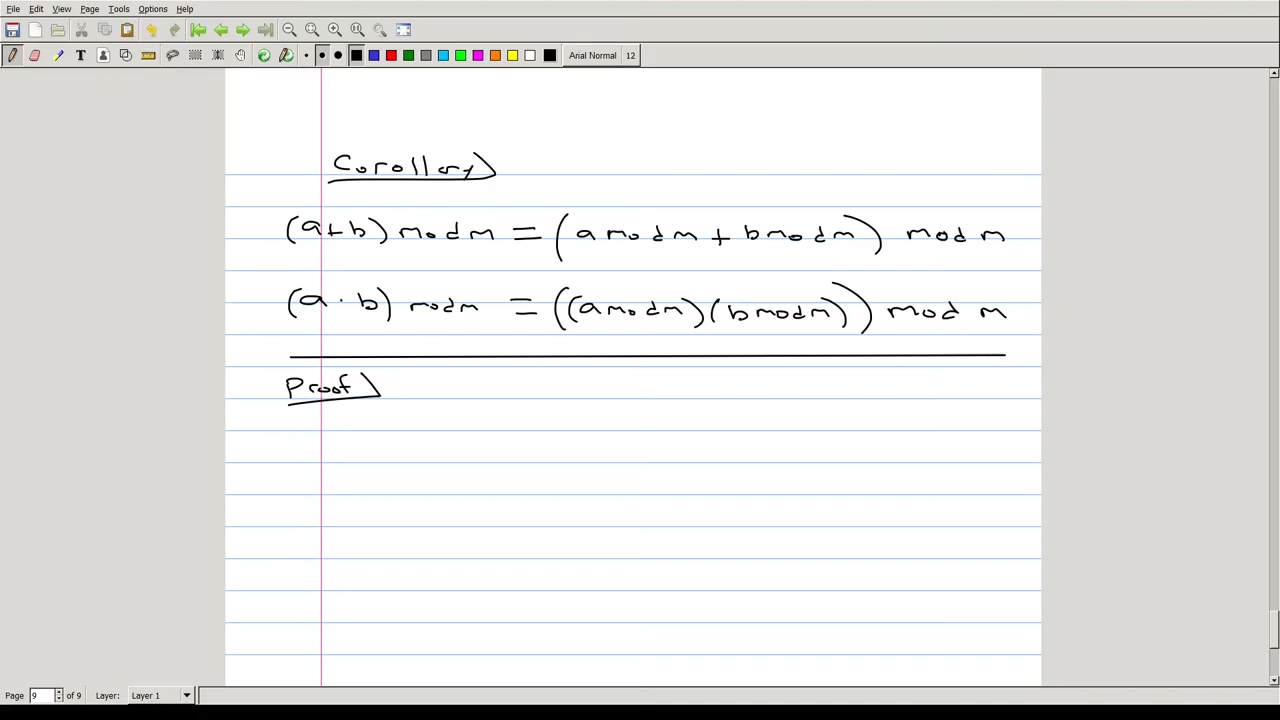 File Edit View Page Tools Options Help
T Arial Normal 12
Corollary
(a+b) mod m = (a mod m + b mod m) mod m
(a · b) mod m = ((a mod m)(b mod m)) mod m
Proof
Page 9 of 9 Layer: Layer 1